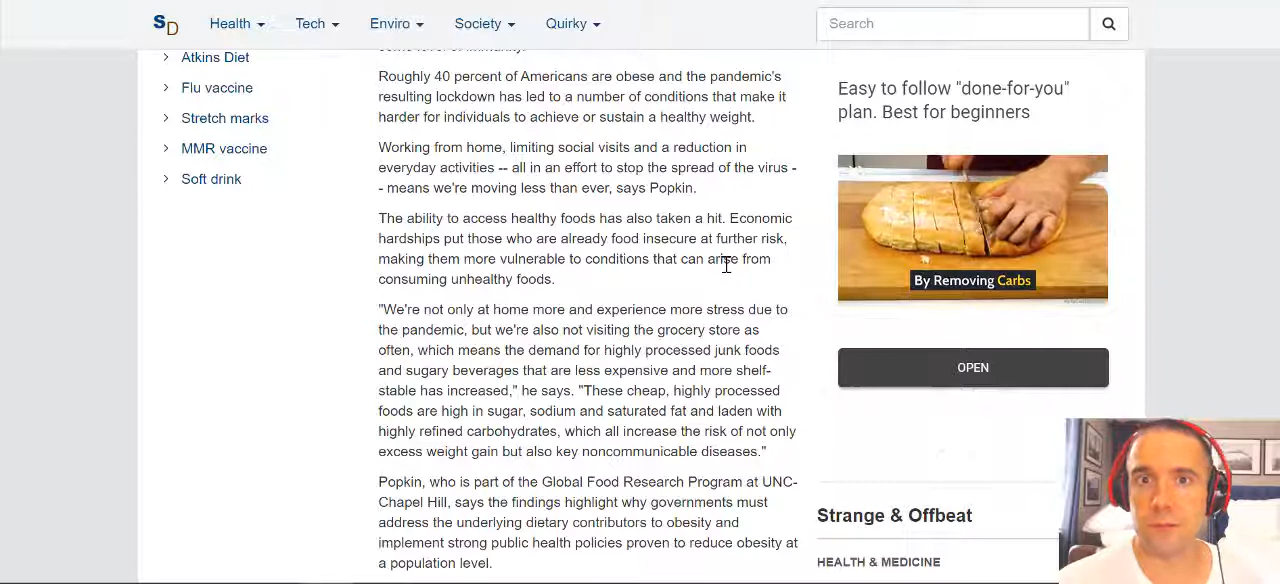 SD
Health
Tech
Enviro
Society
Quirky
Search
Atkins Diet
Flu vaccine
Stretch marks
MMR vaccine
Soft drink
some level of immunity.
Roughly 40 percent of Americans are obese and the pandemic's
resulting lockdown has led to a number of conditions that make it
harder for individuals to achieve or sustain a healthy weight.
Working from home, limiting social visits and a reduction in
everyday activities -- all in an effort to stop the spread of the virus -
- means we're moving less than ever, says Popkin.
The ability to access healthy foods has also taken a hit. Economic
hardships put those who are already food insecure at further risk,
making them more vulnerable to conditions that can arise from
consuming unhealthy foods.
"We're not only at home more and experience more stress due to
the pandemic, but we're also not visiting the grocery store as
often, which means the demand for highly processed junk foods
and sugary beverages that are less expensive and more shelf-
stable has increased," he says. "These cheap, highly processed
foods are high in sugar, sodium and saturated fat and laden with
highly refined carbohydrates, which all increase the risk of not only
excess weight gain but also key noncommunicable diseases."
Popkin, who is part of the Global Food Research Program at UNC-
Chapel Hill, says the findings highlight why governments must
address the underlying dietary contributors to obesity and
implement strong public health policies proven to reduce obesity at
a population level.
Easy to follow "done-for-you"
plan. Best for beginners
By Removing Carbs
OPEN
Strange & Offbeat
HEALTH & MEDICINE